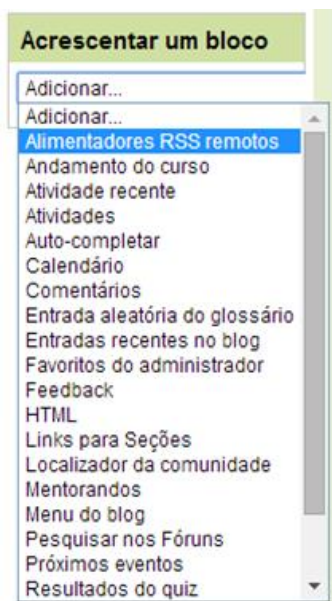 Acrescentar um bloco
Adicionar...
Adicionar...
Alimentadores RSS remotos
Andamento do curso
Atividade recente
Atividades
Auto-completar
Calendário
Comentários
Entrada aleatória do glossário
Entradas recentes no blog
Favoritos do administrador
Feedback
HTML
Links para Seções
Localizador da comunidade
Mentorandos
Menu do blog
Pesquisar nos Fóruns
Próximos eventos
Resultados do quiz